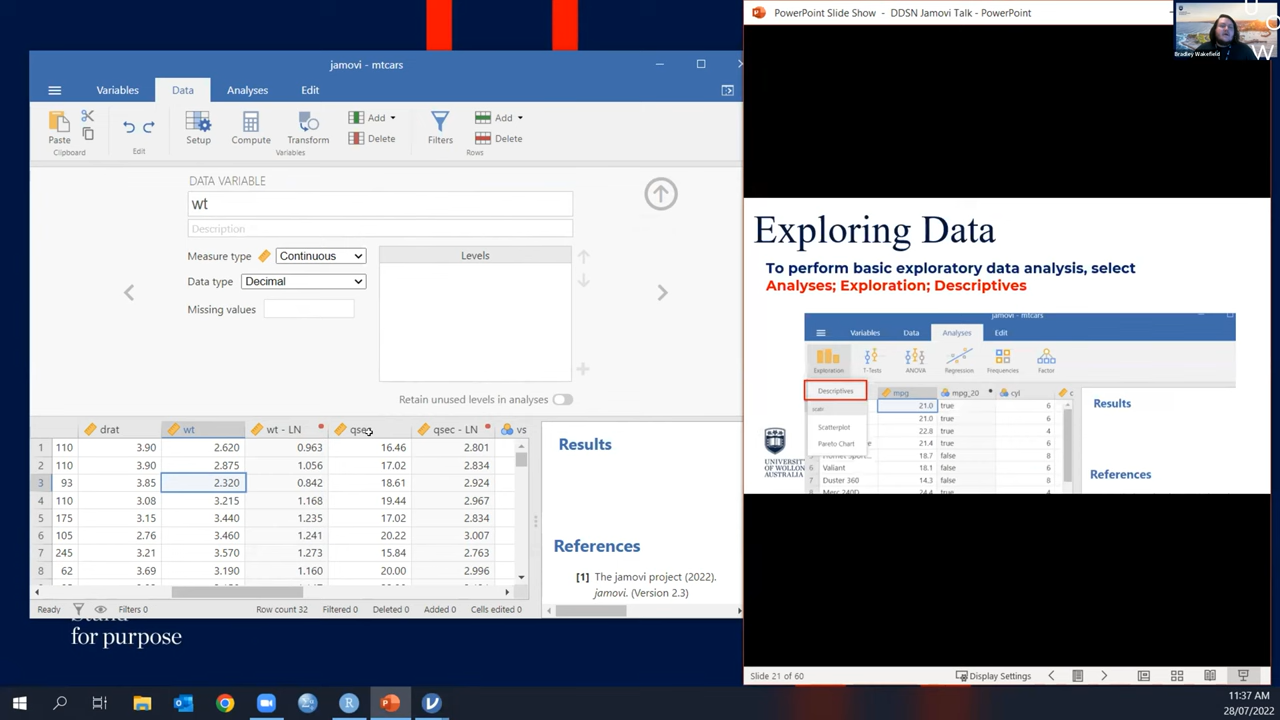 jamovi - mtcars
Variables Data Analyses Edit
Paste
Clipboard
Edit
Setup Compute Transform
Add
Delete
Variables
Filters
Add
Delete
Rows
DATA VARIABLE
wt
Description
Measure type Continuous
Data type Decimal
Missing values
Levels
Retain unused levels in analyses
drat wt wt - LN qsec - LN vs
1 110 3.90 2.620 0.963 16.46 2.801
2 110 3.90 2.875 1.056 17.02 2.834
3 93 3.85 2.320 0.842 18.61 2.924
4 110 3.08 3.215 1.168 19.44 2.967
5 175 3.15 3.440 1.235 17.02 2.834
6 105 2.76 3.460 1.241 20.22 3.007
7 245 3.21 3.570 1.273 15.84 2.763
8 62 3.69 3.190 1.160 20.00 2.996
Ready Filters 0 Row count 32 Filtered 0 Deleted 0 Added 0 Cells edited 0
Results
References
[1] The jamovi project (2022).
jamovi. (Version 2.3)
Stand
for purpose
PowerPoint Slide Show - DDSN Jamovi Talk - PowerPoint
Bradley Wakefield
Exploring Data
To perform basic exploratory data analysis, select
Analyses; Exploration; Descriptives
jamovi - mtcars
Variables Data Analyses Edit
Exploration T-Tests ANOVA Regression Frequencies Factor
Descriptives
Scatterplot
Pareto Chart
mpg mpg_20 cyl
21.0 true 6
21.0 true 6
22.8 true 4
21.4 true 6
18.7 false 8
6 Valiant 18.1 false 6
7 Duster 360 14.3 false 8
Merc 240D 24.4 true 4
Results
References
UNIVERSITY
OF WOLLON
AUSTRALIA
Slide 21 of 60
Display Settings
11:37 AM
28/07/2022